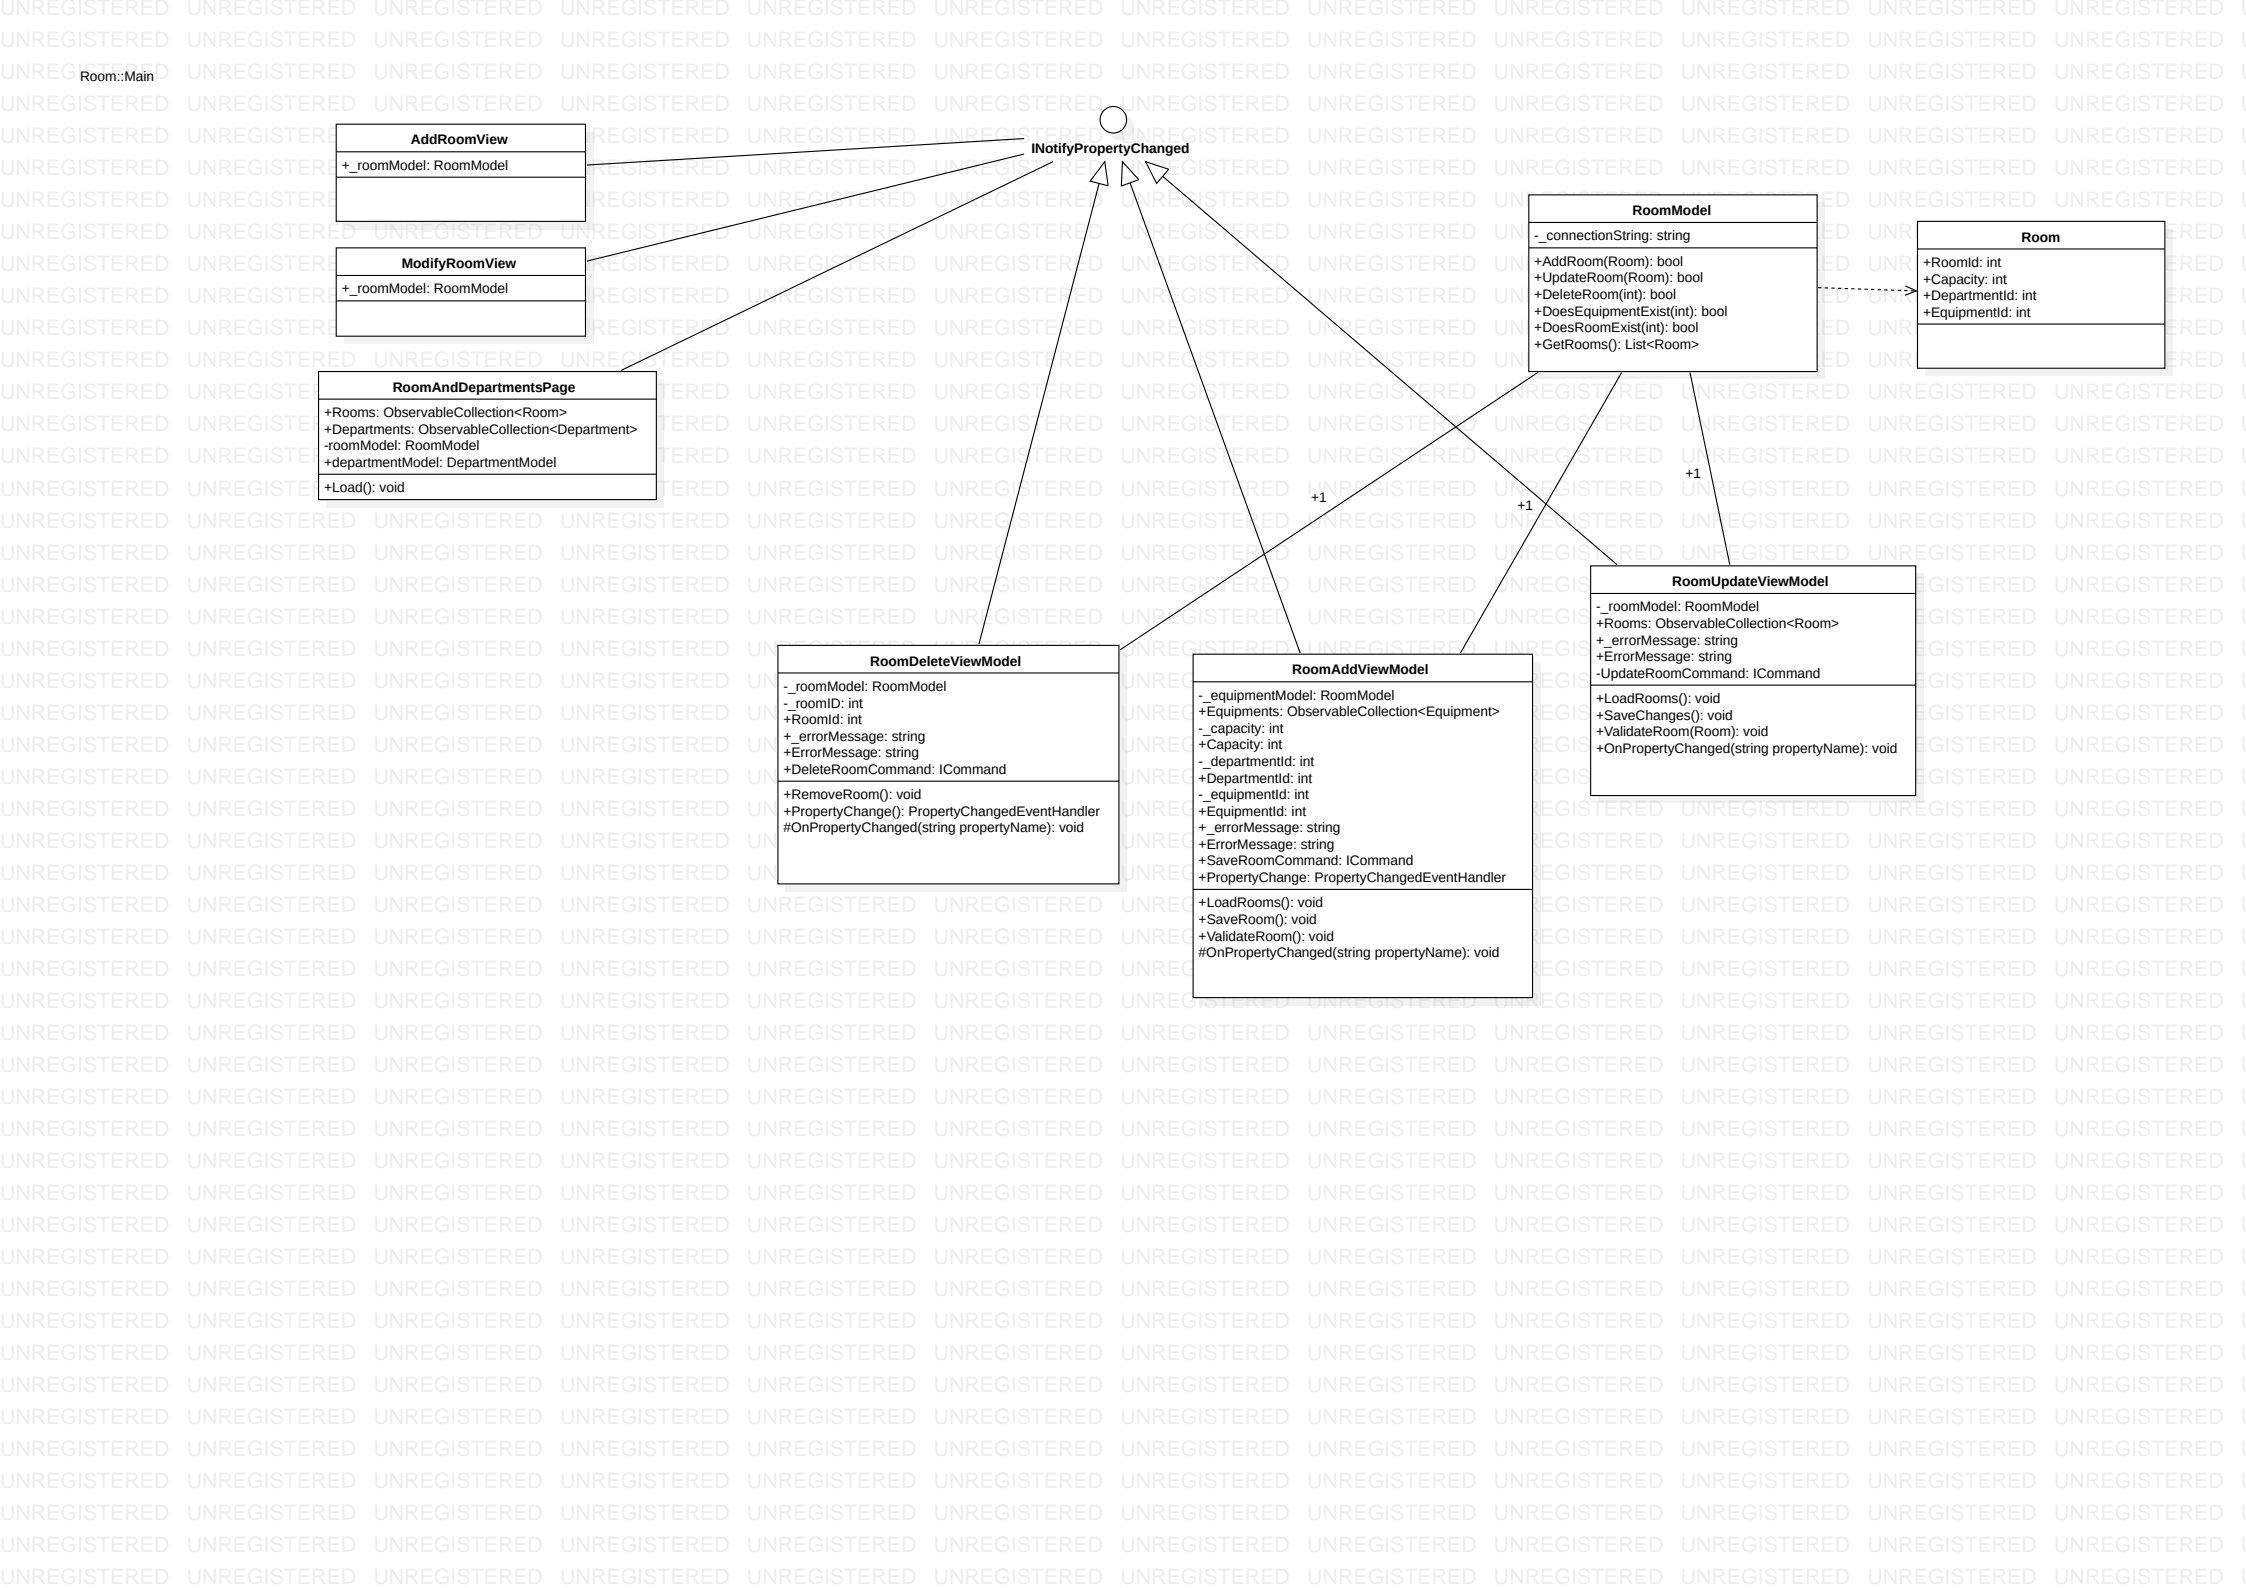 Room::Main
INotifyPropertyChanged
AddRoomView
+_roomModel: RoomModel
ModifyRoomView
+_roomModel: RoomModel
RoomAndDepartmentsPage
+Rooms: ObservableCollection<Room>
+Departments: ObservableCollection<Department>
-roomModel: RoomModel
+departmentModel: DepartmentModel
+Load(): void
RoomModel
-_connectionString: string
+AddRoom(Room): bool
+UpdateRoom(Room): bool
+DeleteRoom(int): bool
+DoesEquipmentExist(int): bool
+DoesRoomExist(int): bool
+GetRooms(): List<Room>
Room
+RoomId: int
+Capacity: int
+DepartmentId: int
+EquipmentId: int
+1
+1
+1
RoomDeleteViewModel
-_roomModel: RoomModel
-_roomID: int
+RoomId: int
+_errorMessage: string
+ErrorMessage: string
+DeleteRoomCommand: ICommand
+RemoveRoom(): void
+PropertyChange(): PropertyChangedEventHandler
#OnPropertyChanged(string propertyName): void
RoomAddViewModel
-_equipmentModel: RoomModel
+Equipments: ObservableCollection<Equipment>
-_capacity: int
+Capacity: int
-_departmentId: int
+DepartmentId: int
-_equipmentId: int
+EquipmentId: int
+_errorMessage: string
+ErrorMessage: string
+SaveRoomCommand: ICommand
+PropertyChange: PropertyChangedEventHandler
+LoadRooms(): void
+SaveRoom(): void
+ValidateRoom(): void
#OnPropertyChanged(string propertyName): void
RoomUpdateViewModel
-_roomModel: RoomModel
+Rooms: ObservableCollection<Room>
+_errorMessage: string
+ErrorMessage: string
-UpdateRoomCommand: ICommand
+LoadRooms(): void
+SaveChanges(): void
+ValidateRoom(Room): void
+OnPropertyChanged(string propertyName): void
UNREGISTERED